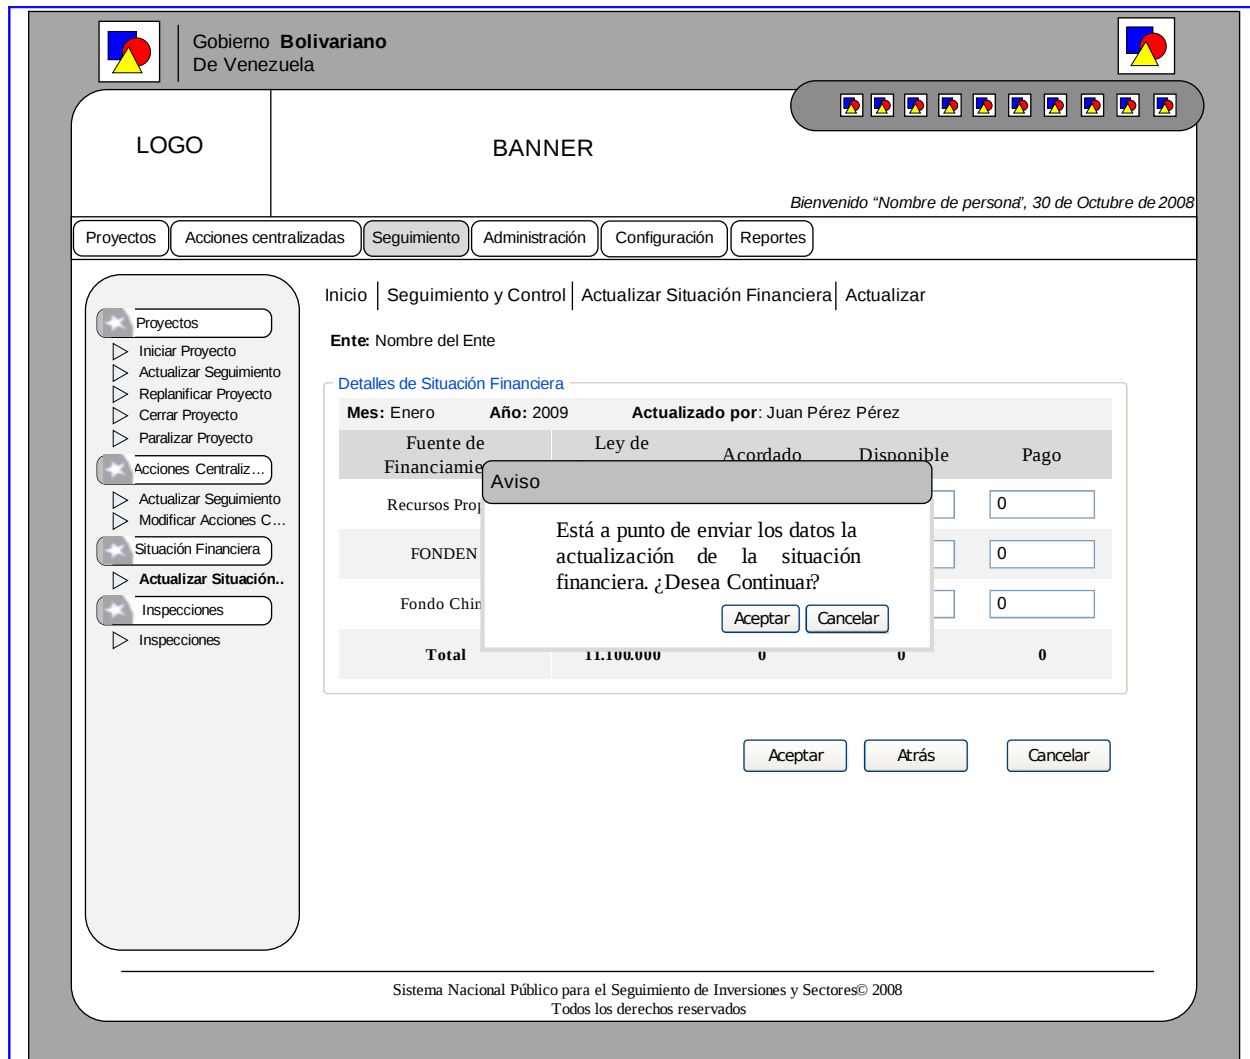 Gobierno Bolivariano
De Venezuela
LOGO
BANNER
Bienvenido “Nombre de persona”, 30 de Octubre de 2008
Proyectos
Acciones centralizadas
Seguimiento
Administración
Configuración
Reportes
Inicio
Seguimiento y Control
Actualizar Situación Financiera
Actualizar
Proyectos
Iniciar Proyecto
Actualizar Seguimiento
Replanificar Proyecto
Cerrar Proyecto
Paralizar Proyecto
Acciones Centraliz…
Actualizar Seguimiento
Modificar Acciones C…
Situación Financiera
Actualizar Situación..
Inspecciones
Inspecciones
Ente: Nombre del Ente
Detalles de Situación Financiera
Mes: Enero Año: 2009 Actualizado por: Juan Pérez Pérez
Fuente de
Ley de
Acordado
Disponible
Pago
Recursos
0
FONDEN
0
Fondo
0
Total 11.100.000 0 0 0
Aviso
Está a punto de enviar los datos la
actualización de la situación
financiera. ¿Desea Continuar?
Aceptar
Cancelar
Aceptar
Atrás
Cancelar
Sistema Nacional Público para el Seguimiento de Inversiones y Sectores© 2008
Todos los derechos reservados